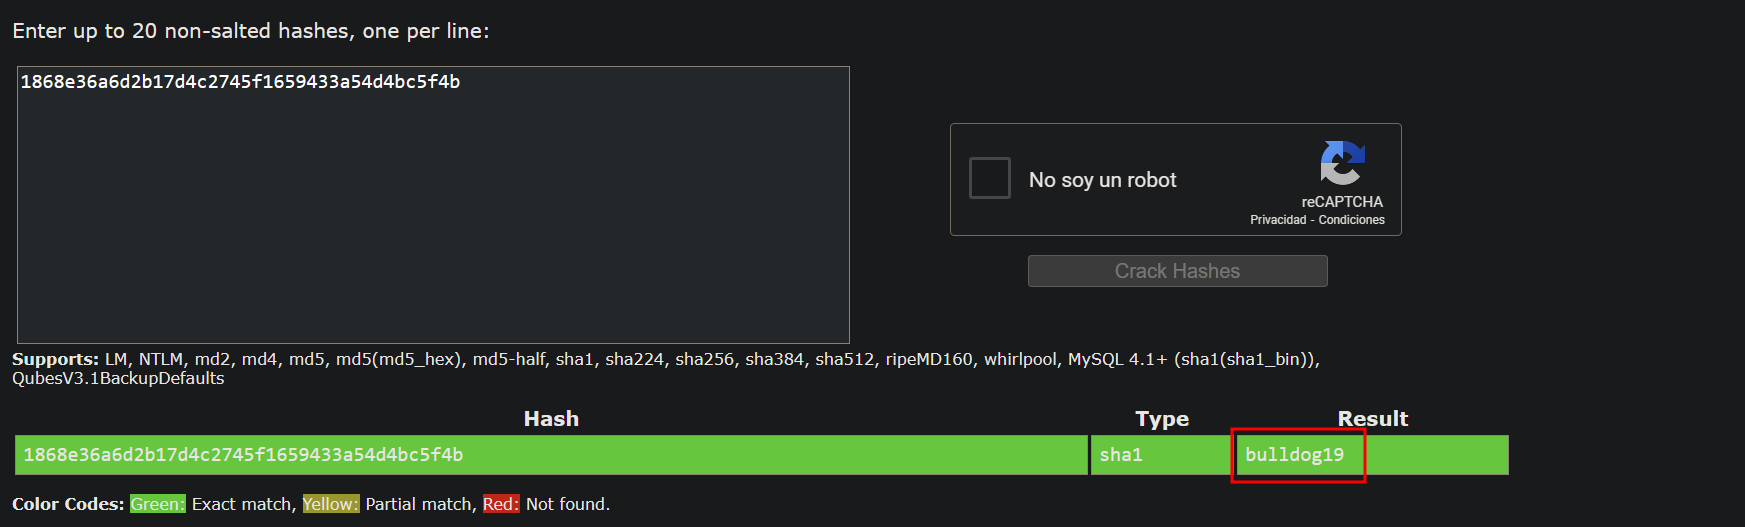 Enter up to 20 non-salted hashes, one per line:
1868e36a6d2b17d4c2745f1659433a54d4bc5f4b
No soy un robot
reCAPTCHA
Privacidad - Condiciones
Crack Hashes
Supports: LM, NTLM, md2, md4, md5, md5(md5_hex), md5-half, sha1, sha224, sha256, sha384, sha512, ripeMD160, whirlpool, MySQL 4.1+ (sha1(sha1_bin)),
QubesV3.1BackupDefaults
Hash Type Result
1868e36a6d2b17d4c2745f1659433a54d4bc5f4b sha1 bulldog19
Color Codes: Green: Exact match, Yellow: Partial match, Red: Not found.